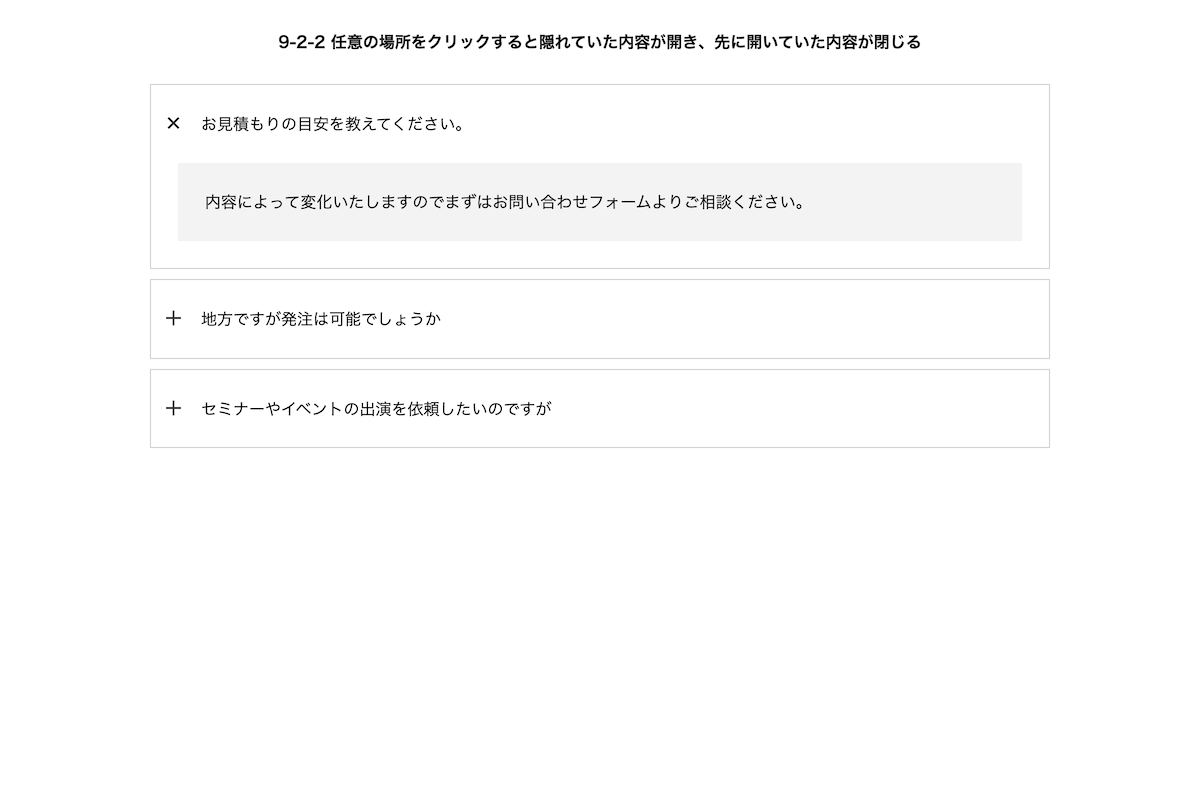 9-2-2 任意の場所をクリックすると隠れていた内容が開き、先に開いていた内容が閉じる
お見積もりの目安を教えてください。
内容によって変化いたしますのでまずはお問い合わせフォームよりご相談ください。
地方ですが発注は可能でしょうか
セミナーやイベントの出演を依頼したいのですが